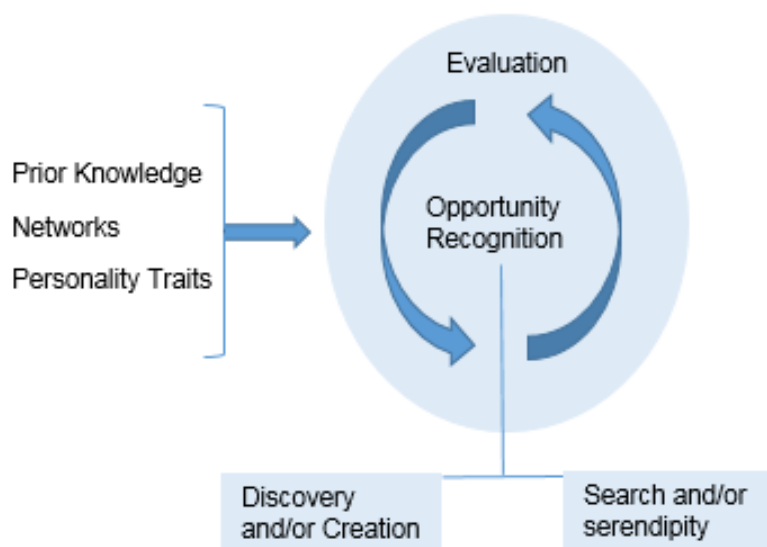 Evaluation
Prior Knowledge
Networks
Personality Traits
Opportunity
Recognition
Discovery
and/or Creation
Search and/or
serendipity